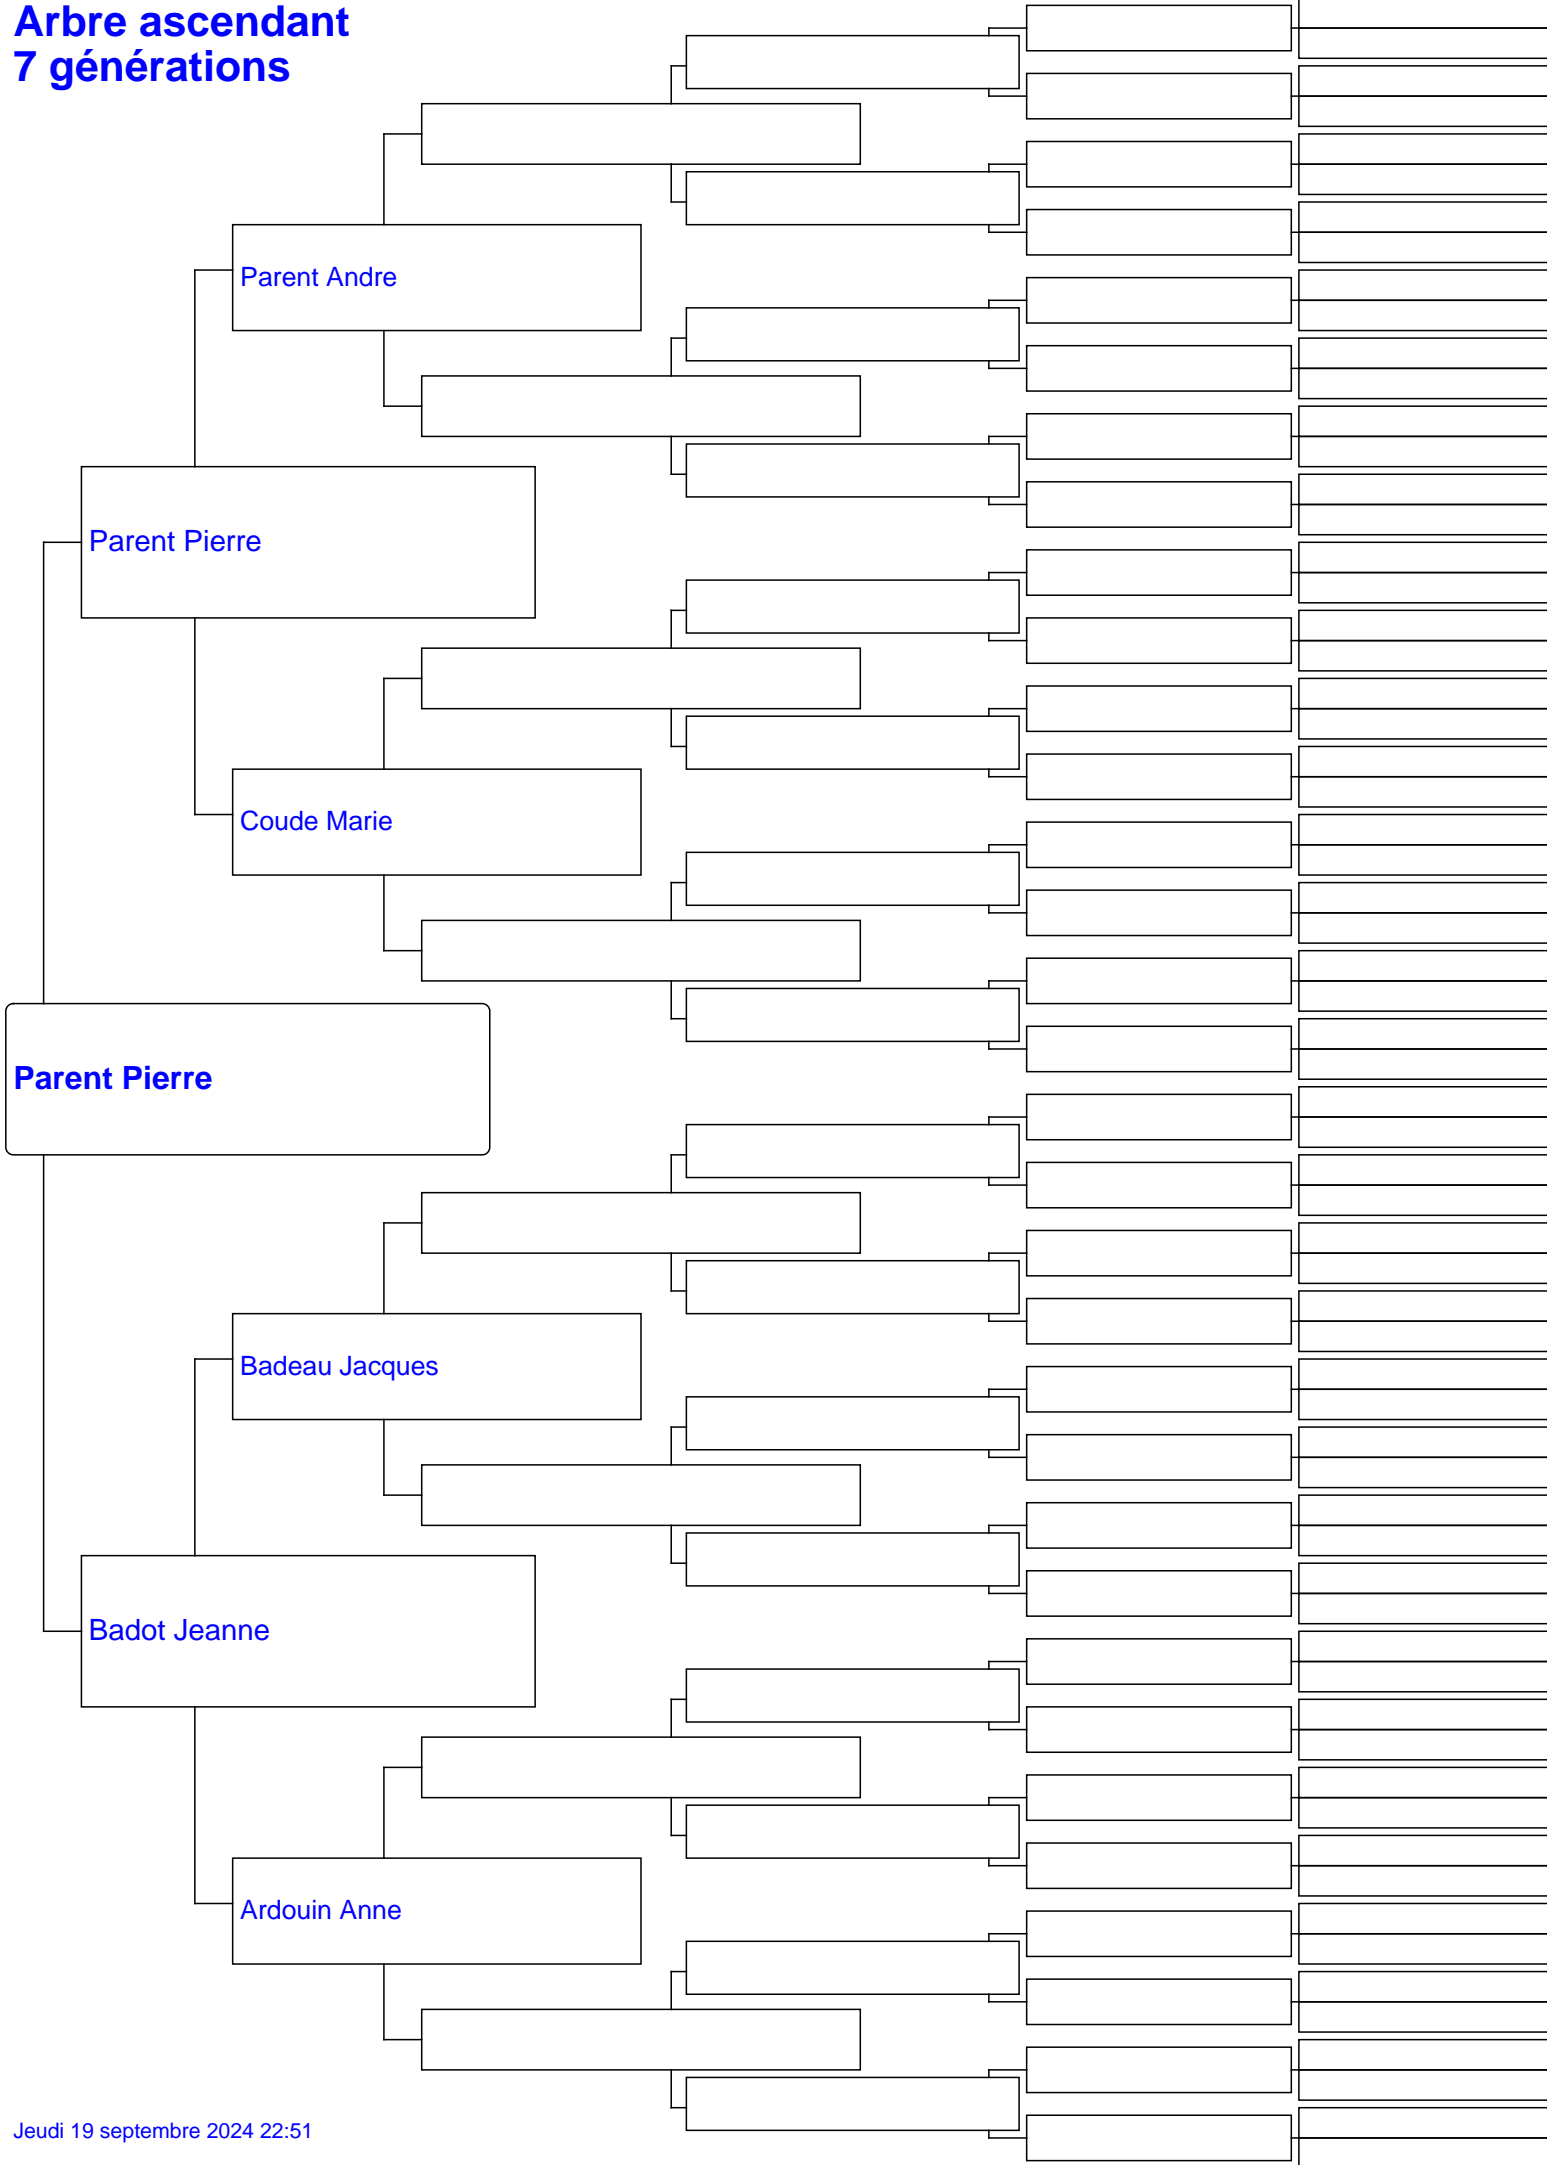 Arbre ascendant
7 générations
Parent Andre
Parent Pierre
Coude Marie
Parent Pierre
Badeau Jacques
Badot Jeanne
Ardouin Anne
Jeudi 19 septembre 2024 22:51